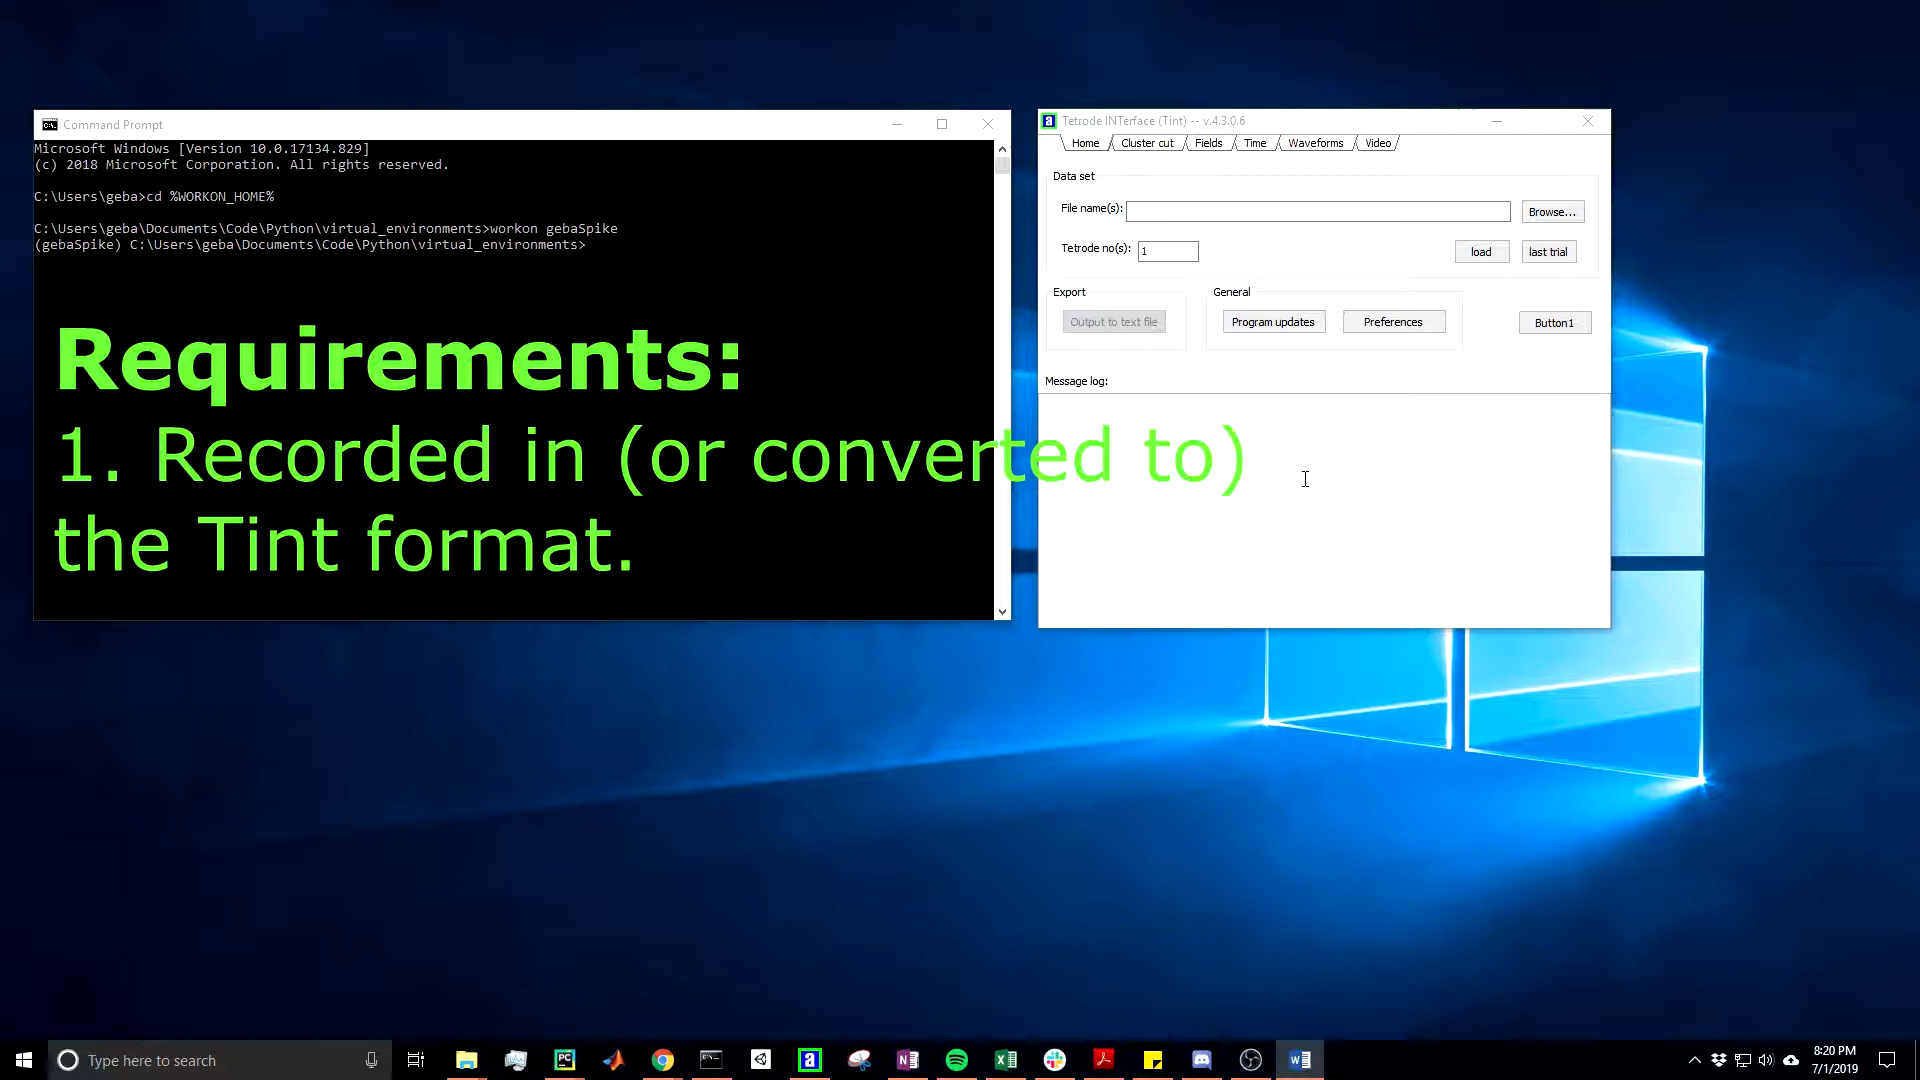 Command Prompt
Microsoft Windows [Version 10.0.17134.829]
(c) 2018 Microsoft Corporation. All rights reserved.
C:\Users\geba>cd %WORKON_HOME%
C:\Users\geba\Documents\Code\Python\virtual_environments>workon gebaSpike
(gebaSpike) C:\Users\geba\Documents\Code\Python\virtual_environments>
Requirements:
1. Recorded in (or converted to)
the Tint format.
Tetrode INTerface (Tint) -- v.4.3.0.6
Home Cluster cut Fields Time Waveforms Video
Data set
File name(s): Browse...
Tetrode no(s): 1 load last trial
Export General
Output to text file Program updates Preferences Button1
Message log:
Type here to search
8:20 PM
7/1/2019